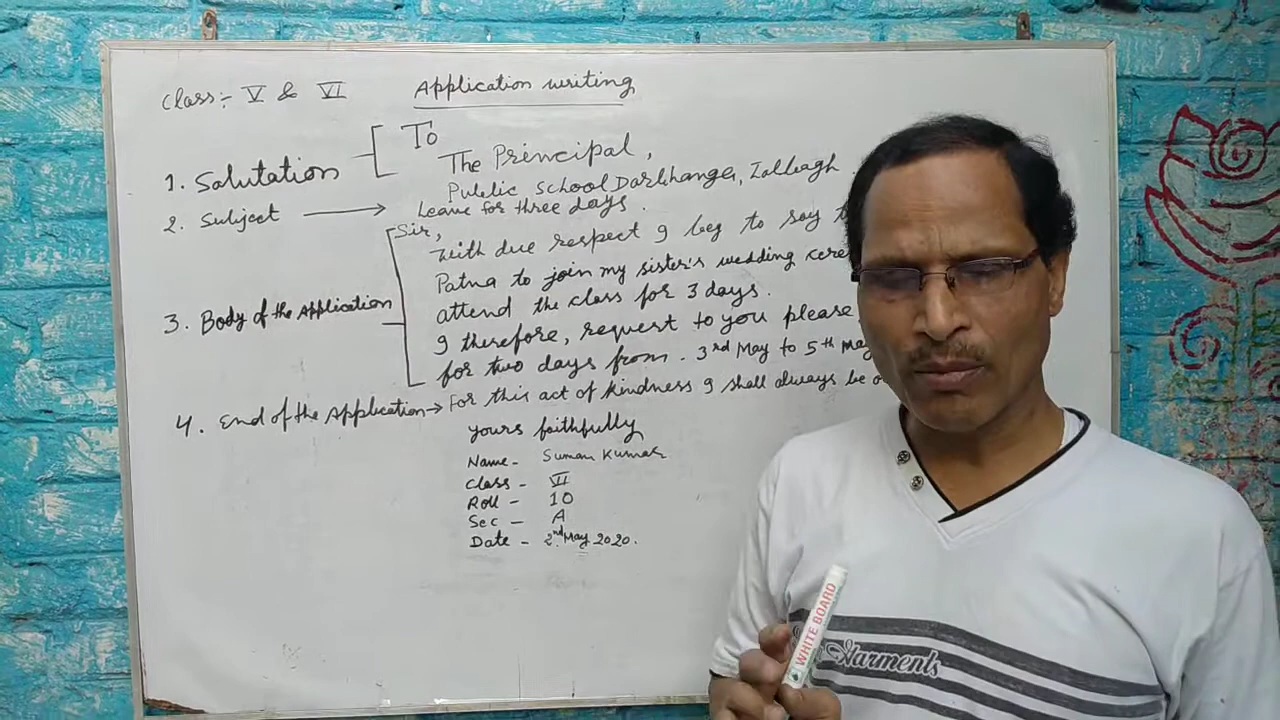 Class:- V & VI
Application writing
1. Salutation
To
The Principal,
Public School Darbhanga, Lalbagh.
2. Subject → Leave for three days.
3. Body of the Application
Sir,
With due respect I beg to say
Patna to join my sister's wedding
attend the class for 3 days.
I therefore, request to you please
for two days from. 3rd May to 5th May
4. End of the Application → For this act of kindness I shall always be
yours faithfully
Name - Suman Kumar
Class - VI
Roll - 10
Sec - A
Date - 2nd May 2020.
WHITE BOARD